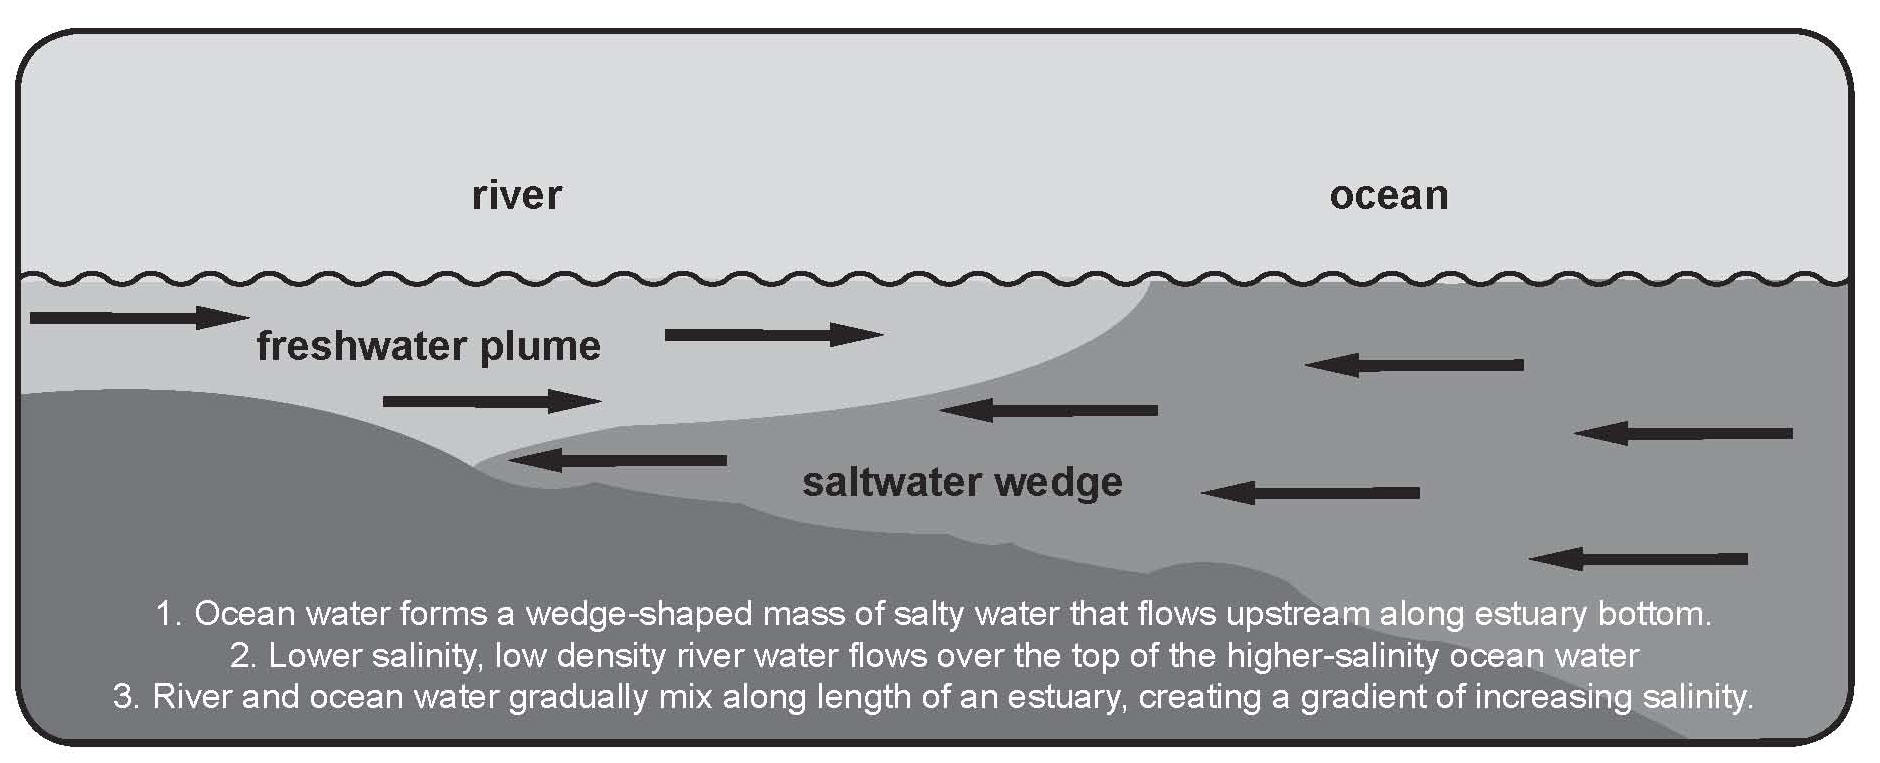 river
ocean
freshwater plume
saltwater wedge
1. Ocean water forms a wedge-shaped mass of salty water that flows upstream along estuary bottom.
2. Lower salinity, low density river water flows over the top of the higher-salinity ocean water
3. River and ocean water gradually mix along length of an estuary, creating a gradient of increasing salinity.